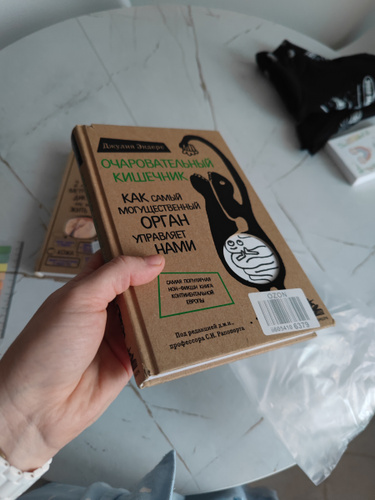 Джулия Эндерс
ОЧАРОВАТЕЛЬНЫЙ
КИШЕЧНИК
КАК САМЫЙ
МОГУЩЕСТВЕННЫЙ
ОРГАН
УПРАВЛЯЕТ
НАМИ
САМАЯ ПОПУЛЯРНАЯ
НОН-ФИКШН КНИГА
КОНТИНЕНТАЛЬНОЙ
ЕВРОПЫ
Под редакцией д.м.н.,
профессора С.И. Рапопорта
OZON